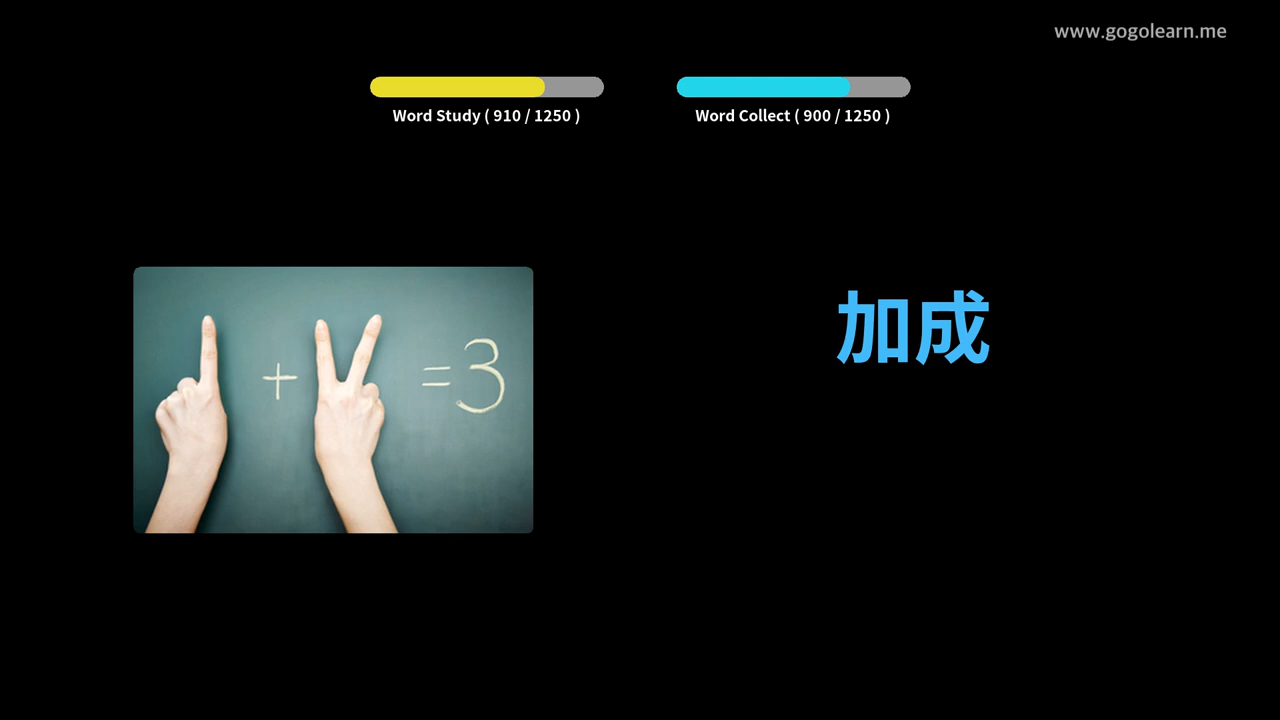 www.gogolearn.me
Word Study ( 910 / 1250 )
Word Collect ( 900 / 1250 )
加成
+ = 3